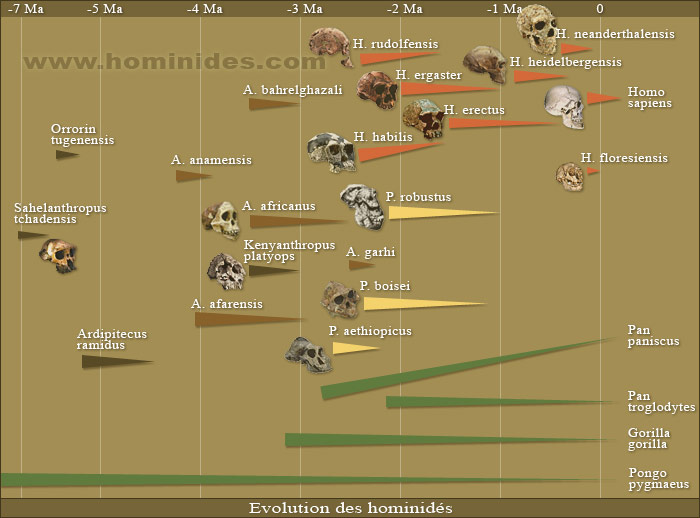 -7 Ma -5 Ma -4 Ma -3 Ma -2 Ma -1 Ma 0
www.hominides.com
H. neanderthalensis
H. rudolfensis
H. heidelbergensis
H. ergaster
A. bahrelghazali
Homo
sapiens
H. erectus
Orrorin
tugenensis
H. habilis
A. anamensis
H. floresiensis
P. robustus
Sahelanthropus
tchadensis
A. africanus
Kenyanthropus
platyops
A. garhi
P. boisei
A. afarensis
Ardipitecus
ramidus
P. aethiopicus
Pan
paniscus
Pan
troglodytes
Gorilla
gorilla
Pongo
pygmaeus
Evolution des hominidés